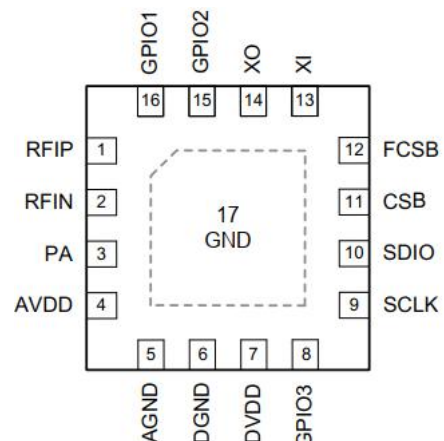 GPIO1
GPIO2
XO
XI
16
15
14
13
RFIP 1
12 FCSB
RFIN 2
11 CSB
17
GND
PA 3
10 SDIO
AVDD 4
9 SCLK
5
6
7
8
AGND
DGND
DVDD
GPIO3